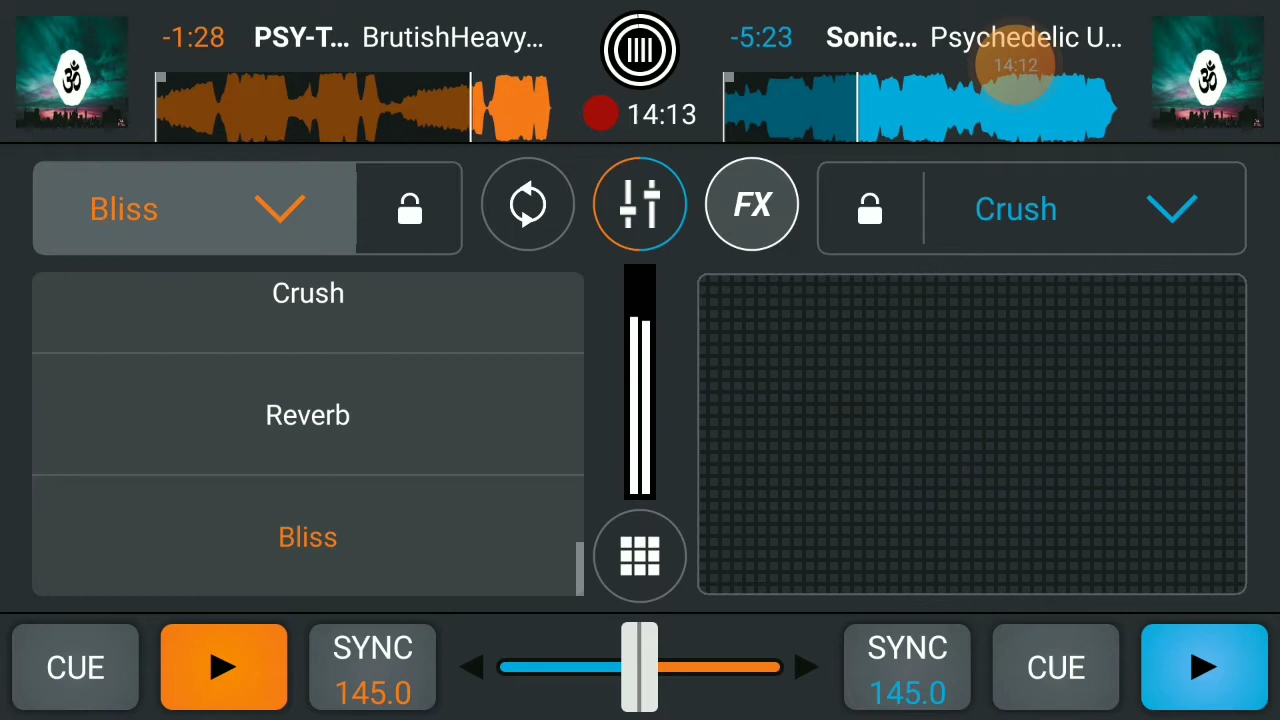 -1:28 PSY-T... BrutishHeavy...
-5:23 Sonic... Psychedelic U...
14:12
14:13
ॐ
ॐ
Bliss
FX
Crush
Crush
Reverb
Bliss
CUE
SYNC
145.0
SYNC
145.0
CUE